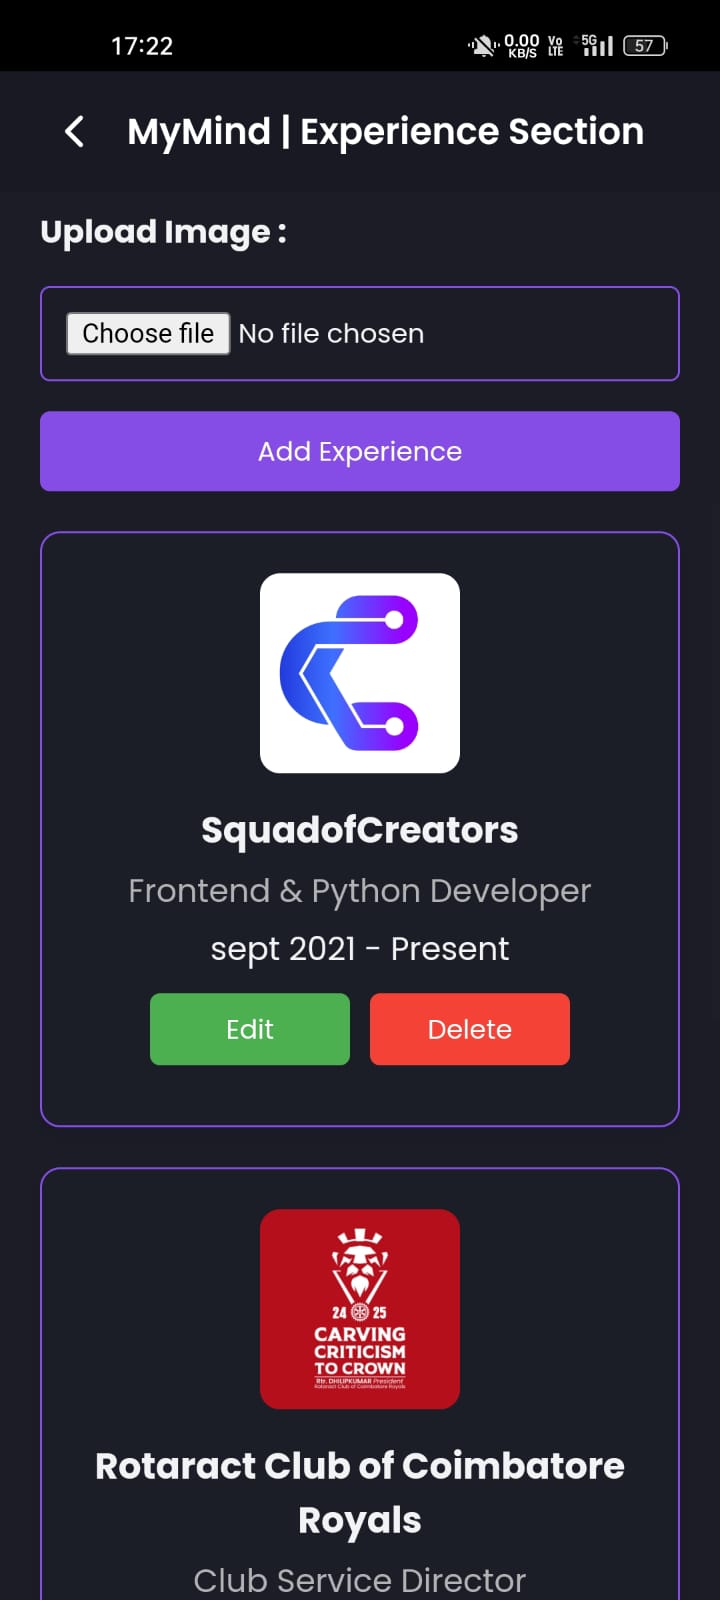 17:22
0.00 KB/S Vo LTE 5G 57
MyMind | Experience Section
Upload Image :
Choose file No file chosen
Add Experience
SquadofCreators
Frontend & Python Developer
sept 2021 - Present
Edit Delete
24 25
CARVING
CRITICISM
TO CROWN
Rtr. DHILIPKUMAR President
Rotaract Club of Coimbatore Royals
Rotaract Club of Coimbatore
Royals
Club Service Director